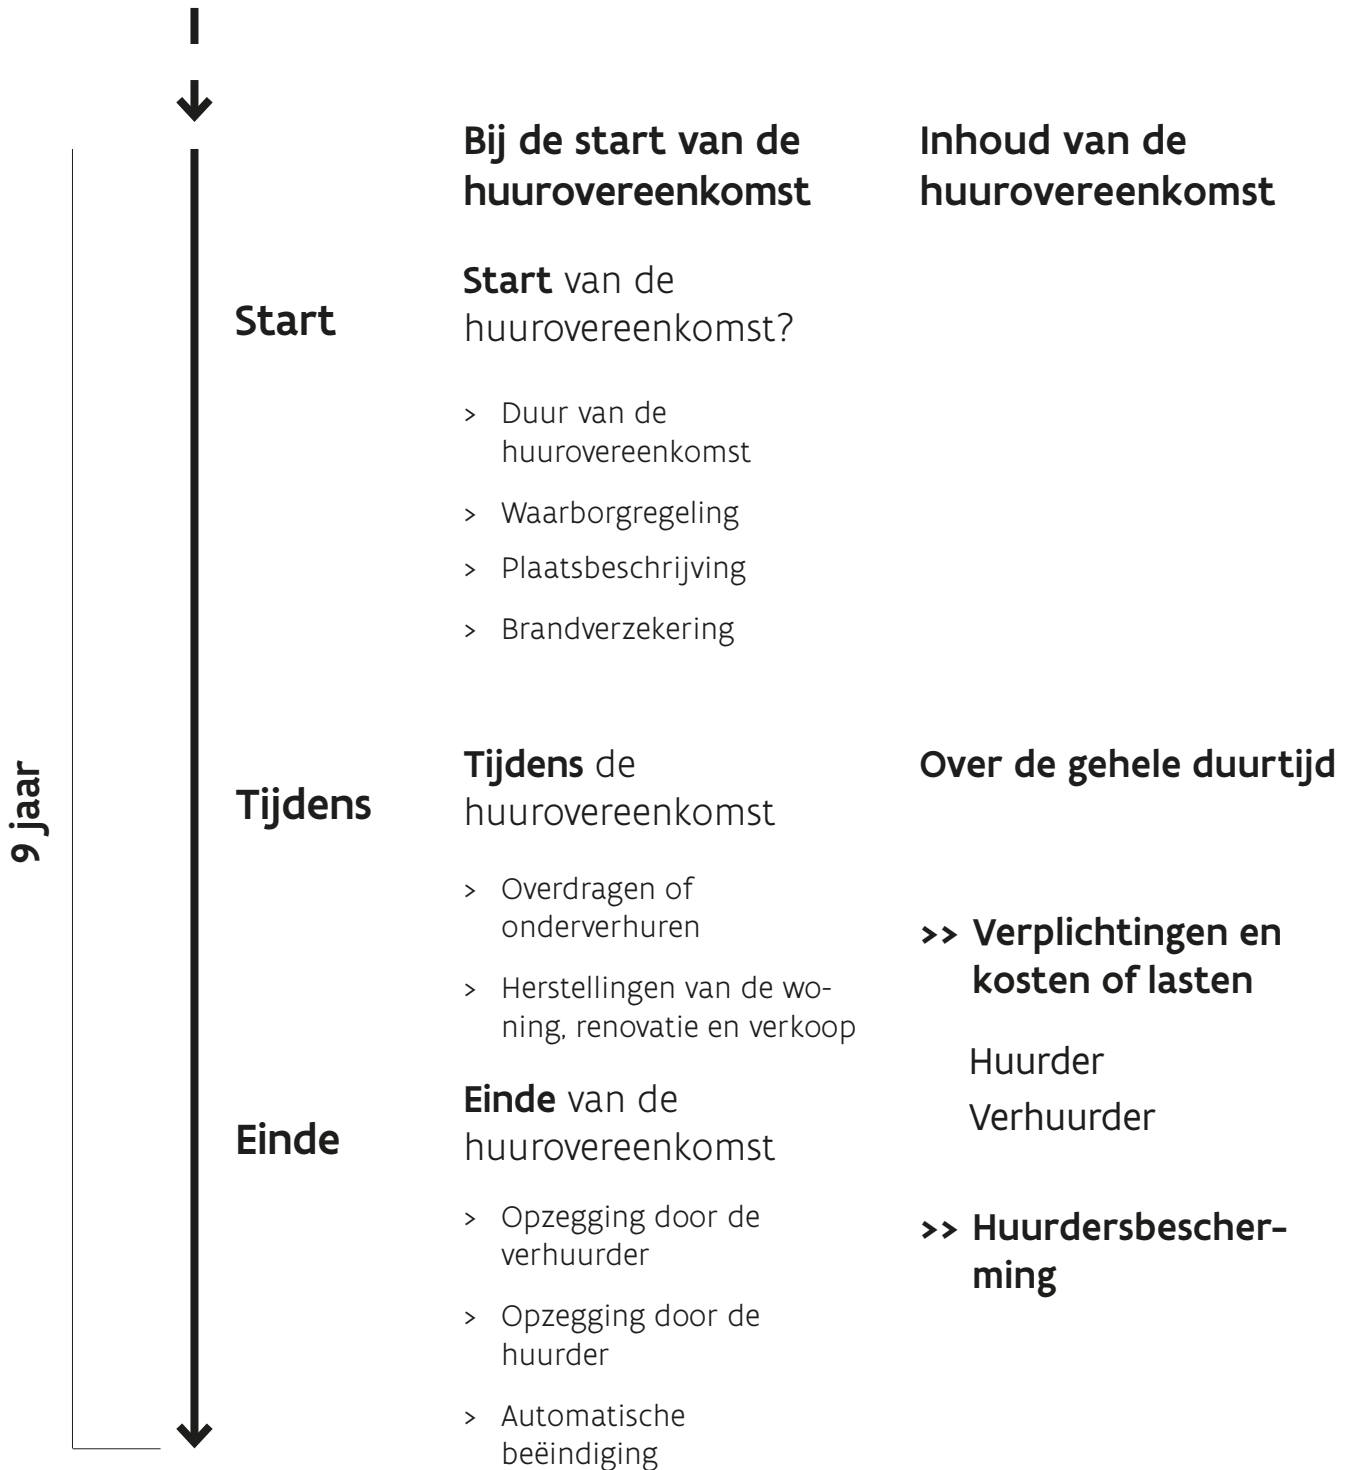 Bij de start van de
huurovereenkomst
Inhoud van de
huurovereenkomst
Start
Start van de
huurovereenkomst?
> Duur van de
huurovereenkomst
> Waarborgregeling
> Plaatsbeschrijving
> Brandverzekering
9 jaar
Tijdens
Tijdens de
huurovereenkomst
> Overdragen of
onderverhuren
> Herstellingen van de wo-
ning, renovatie en verkoop
Einde
Einde van de
huurovereenkomst
> Opzegging door de
verhuurder
> Opzegging door de
huurder
> Automatische
beëindiging
Over de gehele duurtijd
>> Verplichtingen en
kosten of lasten
Huurder
Verhuurder
>> Huurdersbescher-
ming